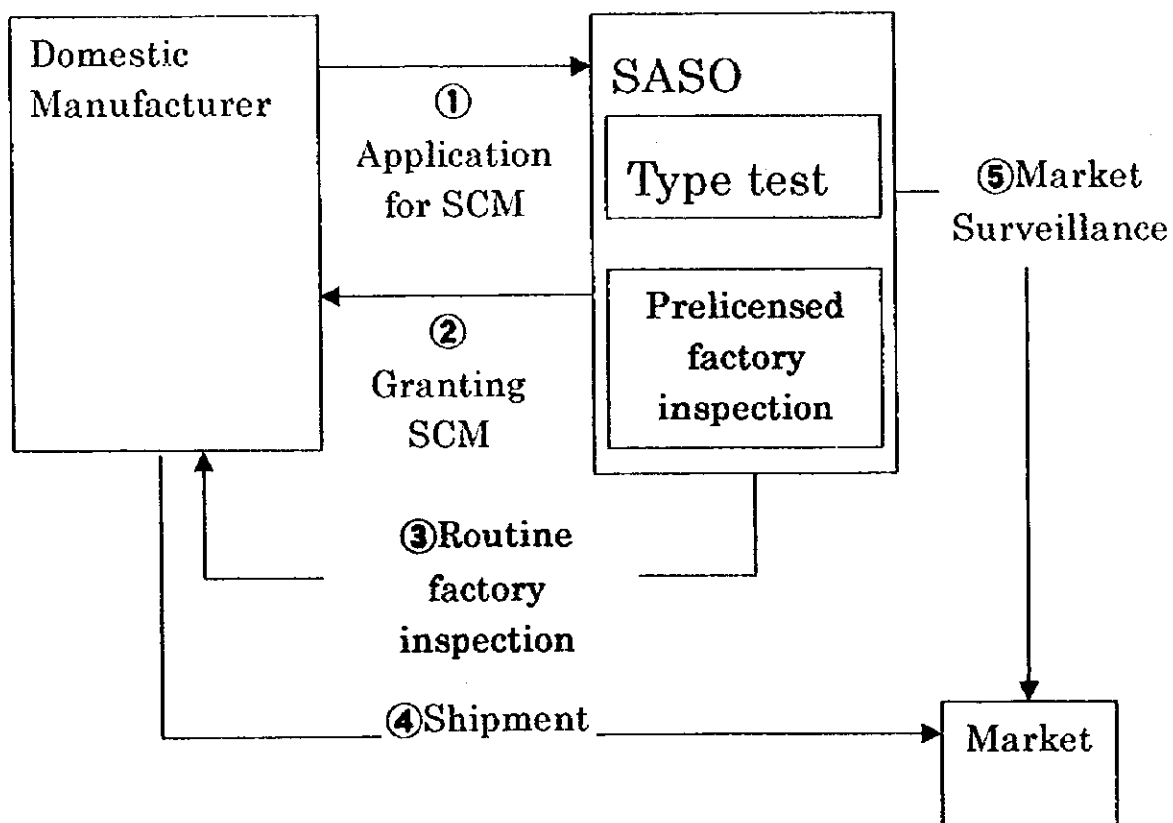 Domestic
Manufacturer
①
Application
for SCM
②
Granting
SCM
SASO
Type test
Prelicensed
factory
inspection
⑤Market
Surveillance
③Routine
factory
inspection
④Shipment
Market